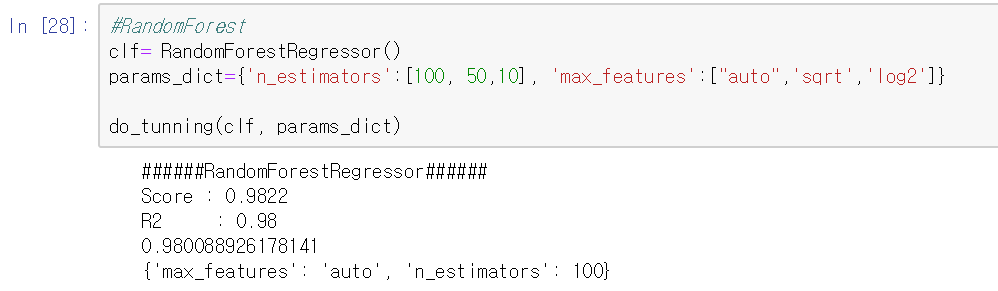 In [28]: #RandomForest
clf= RandomForestRegressor()
params_dict={'n_estimators':[100, 50,10], 'max_features':["auto",'sqrt','log2']}
do_tunning(clf, params_dict)
######RandomForestRegressor######
Score : 0.9822
R2     : 0.98
0.980088926178141
{'max_features': 'auto', 'n_estimators': 100}